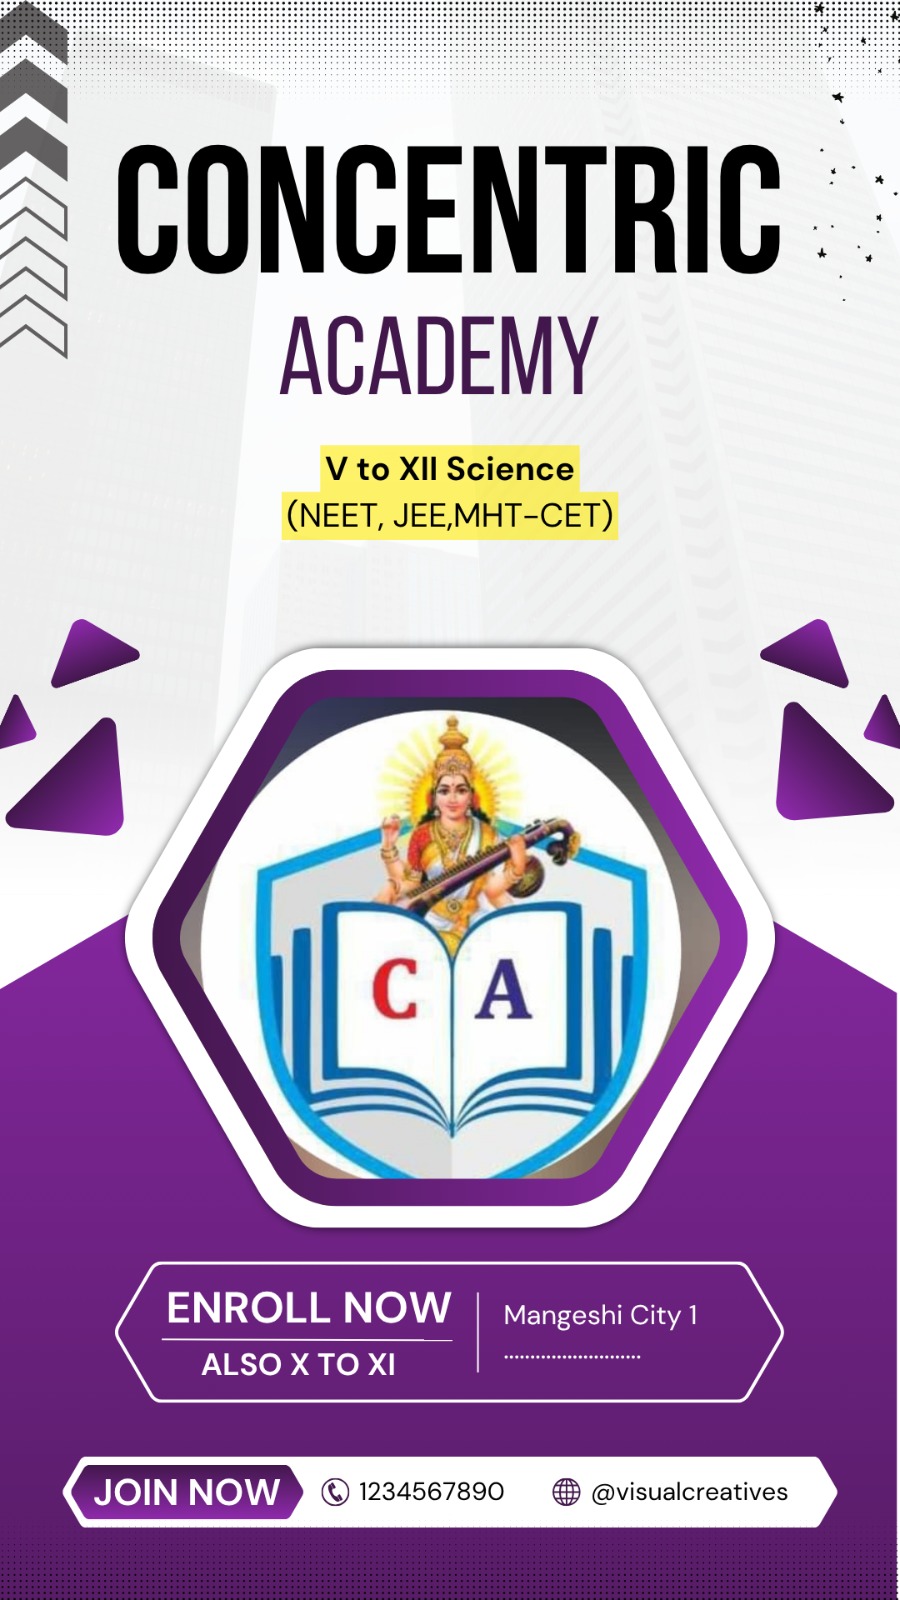 CONCENTRIC
ACADEMY
V to XII Science
(NEET, JEE,MHT-CET)
C A
ENROLL NOW
ALSO X TO XI
Mangeshi City 1
..........................
JOIN NOW
1234567890
@visualcreatives